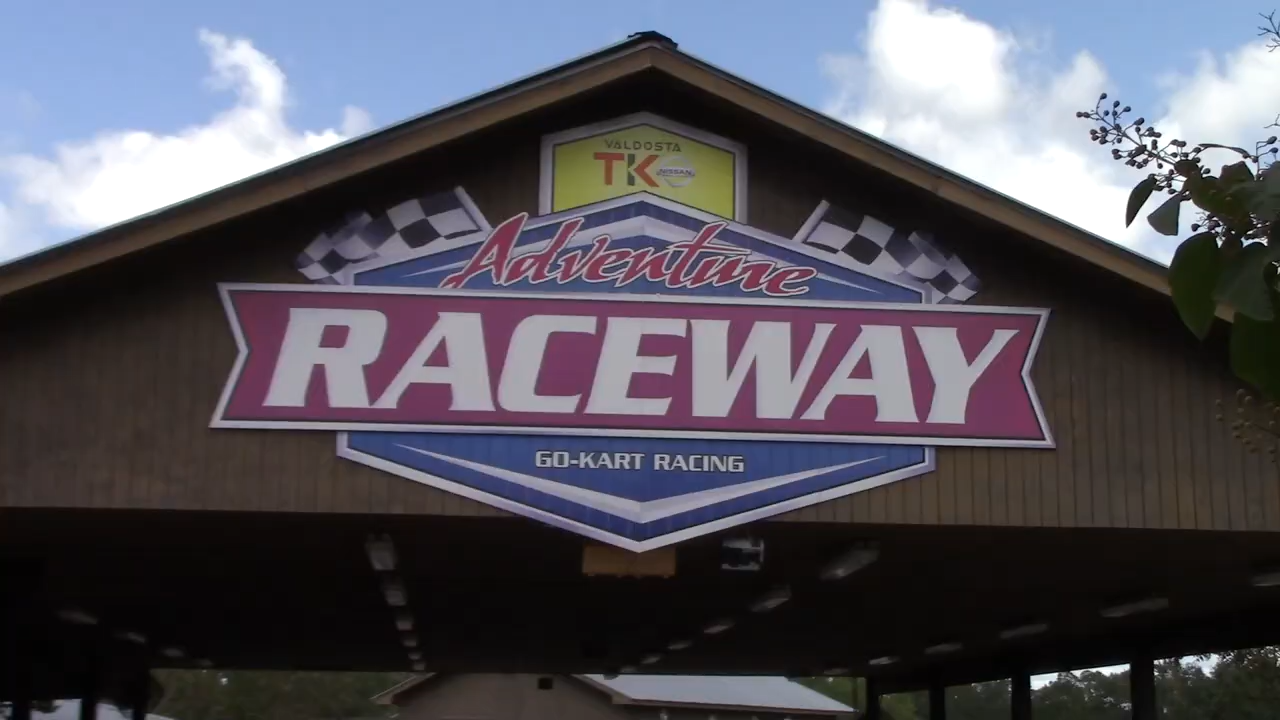 VALDOSTA
TK NISSAN
Adventure
RACEWAY
GO-KART RACING